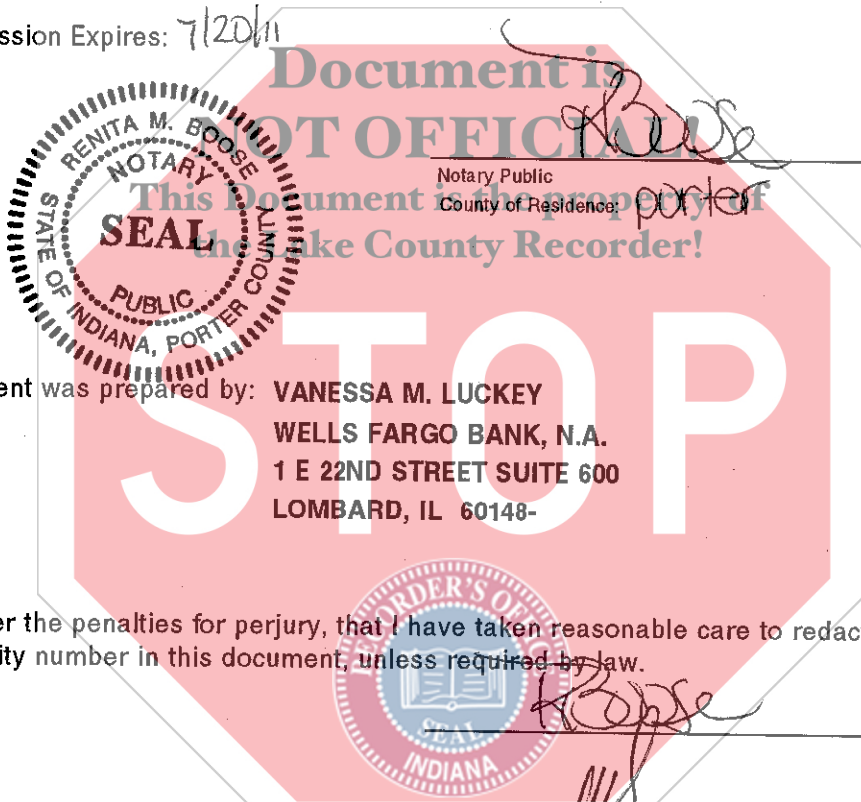 ssion Expires: 7/20/11
Document is
NOT OFFICIAL!
This Document is the property of
the Lake County Recorder!
RENITA M. BOOSE
NOTARY
SEAL
PUBLIC
STATE OF INDIANA, PORTER COUNTY
RBoose
Notary Public
County of Residence: porter
STOP
ent was prepared by: VANESSA M. LUCKEY
WELLS FARGO BANK, N.A.
1 E 22ND STREET SUITE 600
LOMBARD, IL 60148-
er the penalties for perjury, that I have taken reasonable care to redac
ity number in this document, unless required by law.
RECORDER'S OFFICE
SEAL
INDIANA
RBoose